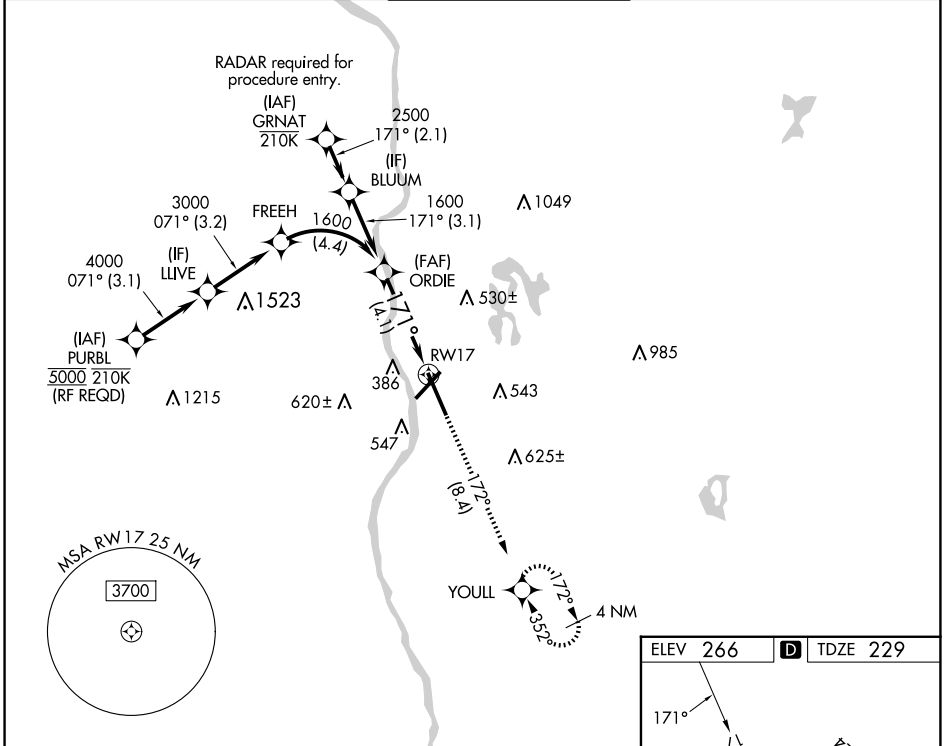 RADAR required for
procedure entry.
(IAF)
GRNAT
210K
2500
171° (2.1)
(IF)
BLUUM
1600
171° (3.1)
1049
3000
071° (3.2)
FREEH
1600
(4.4)
(FAF)
ORDIE
4000
071° (3.1)
(IF)
LLIVE
1523
530±
171°
(4.1)
(IAF)
PURBL
5000 210K
(RF REQD)
RW17
985
386
1215
620±
543
547
625±
172°
(8.4)
MSA RW17 25 NM
3700
YOULL
172°
352°
4 NM
ELEV 266
D
TDZE 229
171°